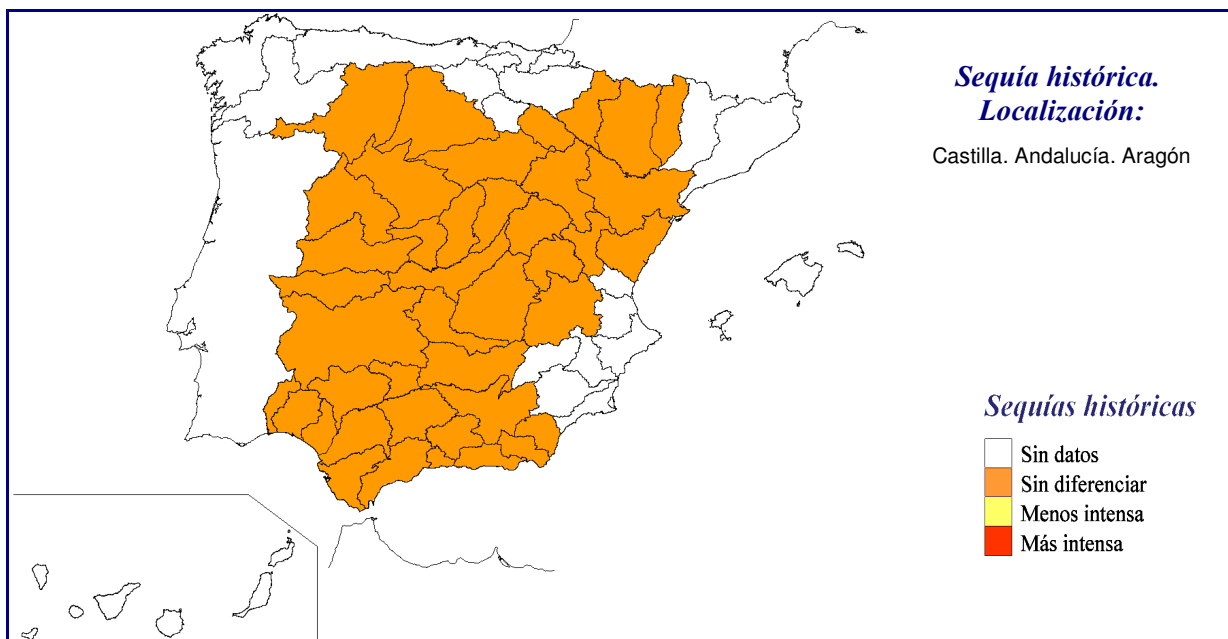 Sequía histórica.
Localización:
Castilla. Andalucía. Aragón
Sequías históricas
Sin datos
Sin diferenciar
Menos intensa
Más intensa